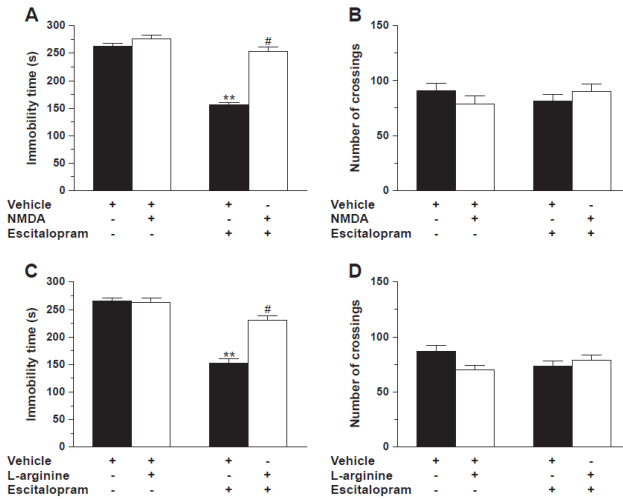 A
Immobility time (s)
300
250
200
150
100
50
0
**
#
Vehicle + + + -
NMDA - + - +
Escitalopram - - + +
B
Number of crossings
150
100
50
0
Vehicle + + + -
NMDA - + - +
Escitalopram - - + +
C
Immobility time (s)
300
250
200
150
100
50
0
**
#
Vehicle + + + -
L-arginine - + - +
Escitalopram - - + +
D
Number of crossings
150
100
50
0
Vehicle + + + -
L-arginine - + - +
Escitalopram - - + +